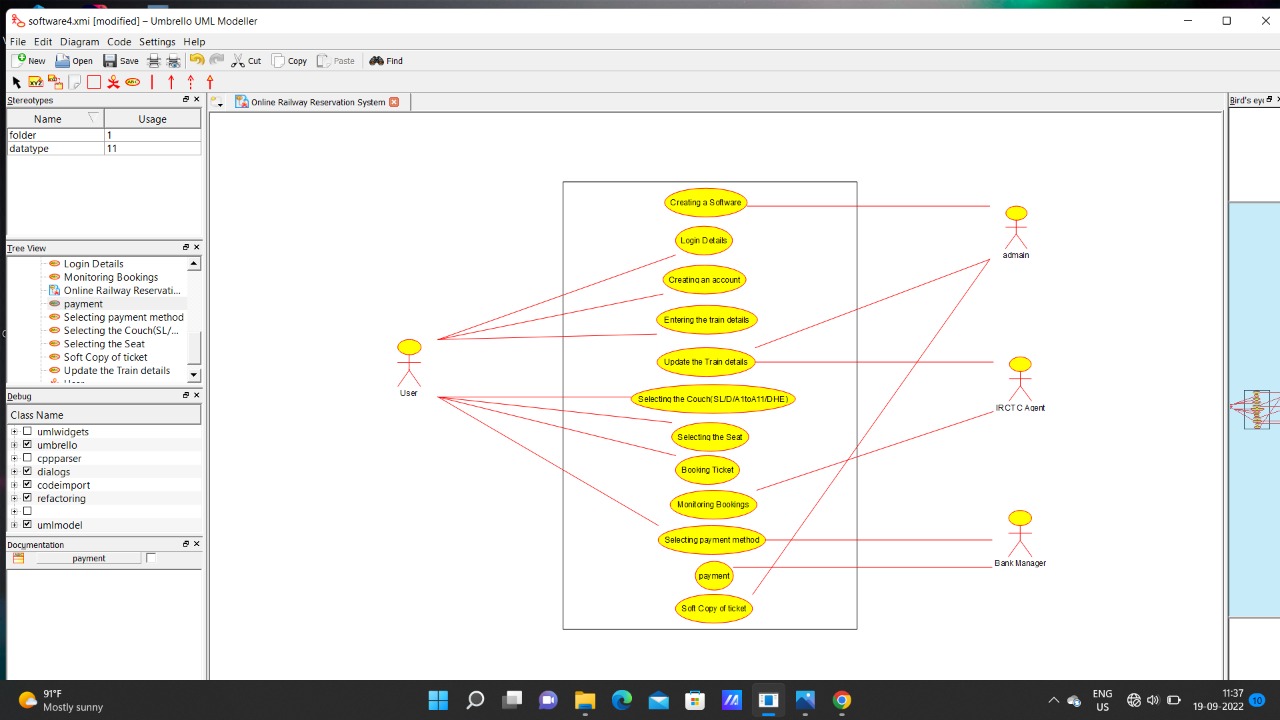 software4.xmi [modified] – Umbrello UML Modeller
File Edit Diagram Code Settings Help
New Open Save Cut Copy Paste Find
Stereotypes
Name Usage
folder 1
datatype 11
Tree View
Login Details
Monitoring Bookings
Online Railway Reservati...
payment
Selecting payment method
Selecting the Couch(SL/...
Selecting the Seat
Soft Copy of ticket
Update the Train details
Debug
Class Name
umlwidgets
umbrello
cppparser
dialogs
codeimport
refactoring
umlmodel
Documentation
payment
Online Railway Reservation System
Bird's ey
Creating a Software
Login Details
Creating an account
Entering the train details
Update the Train details
Selecting the Couch(SL/D/A1toA11/DHE)
Selecting the Seat
Booking Ticket
Monitoring Bookings
Selecting payment method
payment
Soft Copy of ticket
User
admain
IRCTC Agent
Bank Manager
91°F
Mostly sunny
ENG
US
11:37
19-09-2022
10